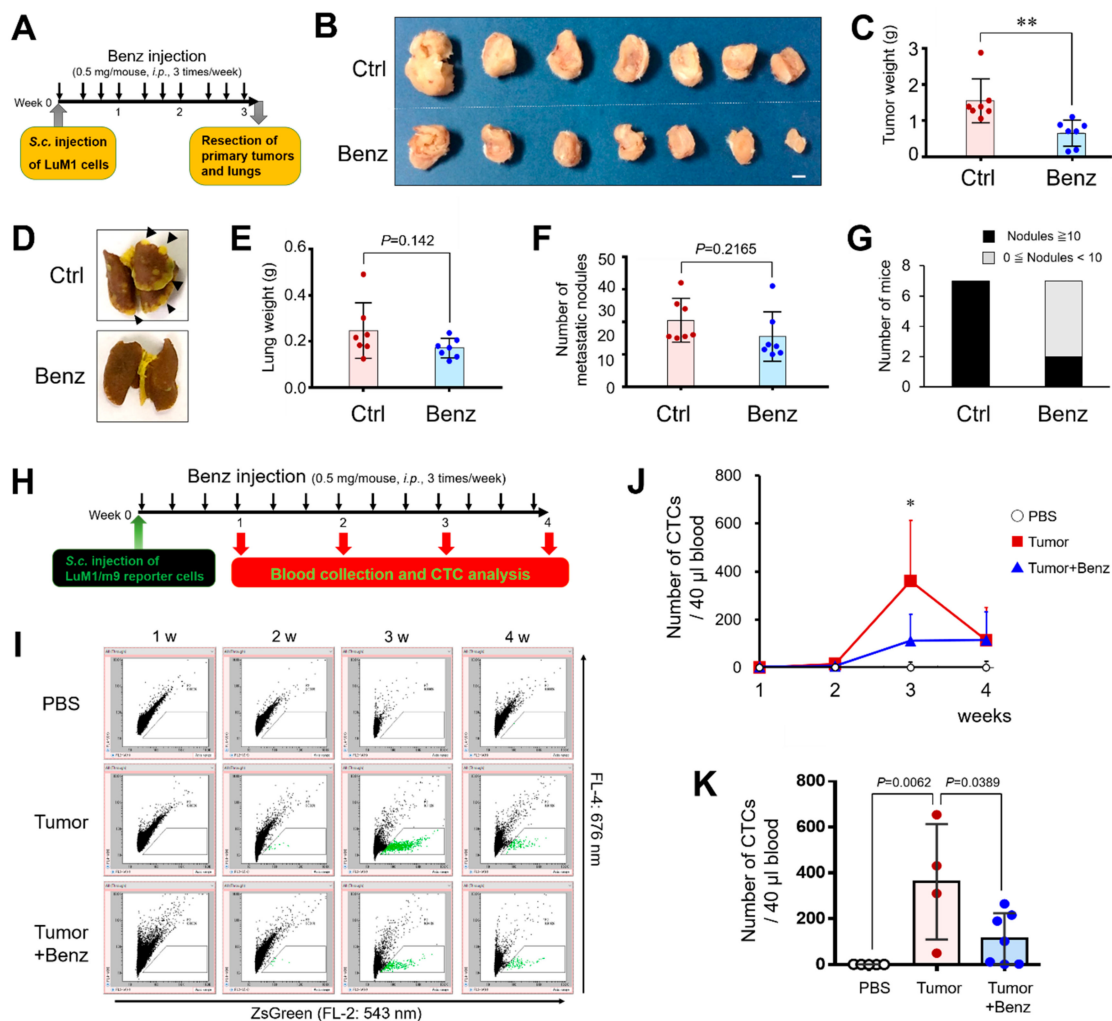 A
Benz injection
(0.5 mg/mouse, i.p., 3 times/week)
Week 0
1
2
3
S.c. injection
of LuM1 cells
Resection of
primary tumors
and lungs
B
Ctrl
Benz
C
**
Tumor weight (g)
4
3
2
1
0
Ctrl
Benz
D
Ctrl
Benz
E
P=0.142
Lung weight (g)
0.6
0.4
0.2
0.0
Ctrl
Benz
F
P=0.2165
Number of
metastatic nodules
50
40
30
20
10
0
Ctrl
Benz
G
Nodules ≧10
0 ≦ Nodules < 10
Number of mice
8
6
4
2
0
Ctrl
Benz
H
Benz injection (0.5 mg/mouse, i.p., 3 times/week)
Week 0
1
2
3
4
S.c. injection of
LuM1/m9 reporter cells
Blood collection and CTC analysis
I
1 w
2 w
3 w
4 w
PBS
Tumor
Tumor
+Benz
FL-4: 676 nm
ZsGreen (FL-2: 543 nm)
J
Number of CTCs
/ 40 µl blood
800
600
400
200
0
*
PBS
Tumor
Tumor+Benz
1
2
3
4
weeks
K
P=0.0062
P=0.0389
Number of CTCs
/ 40 µl blood
800
600
400
200
0
PBS
Tumor
Tumor
+Benz